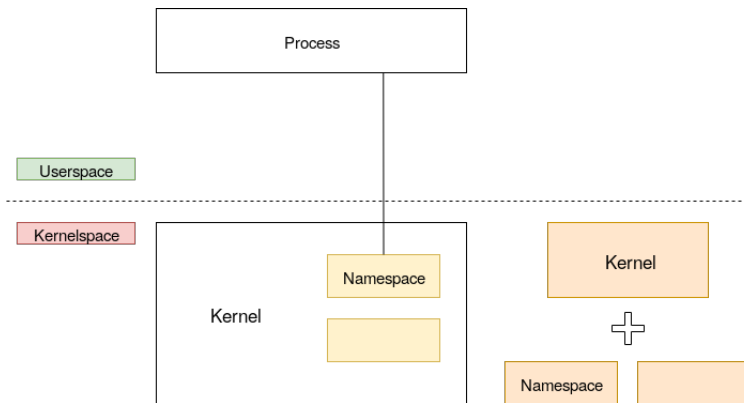 Process
Userspace
Kernelspace
Namespace
Kernel
Kernel
Namespace